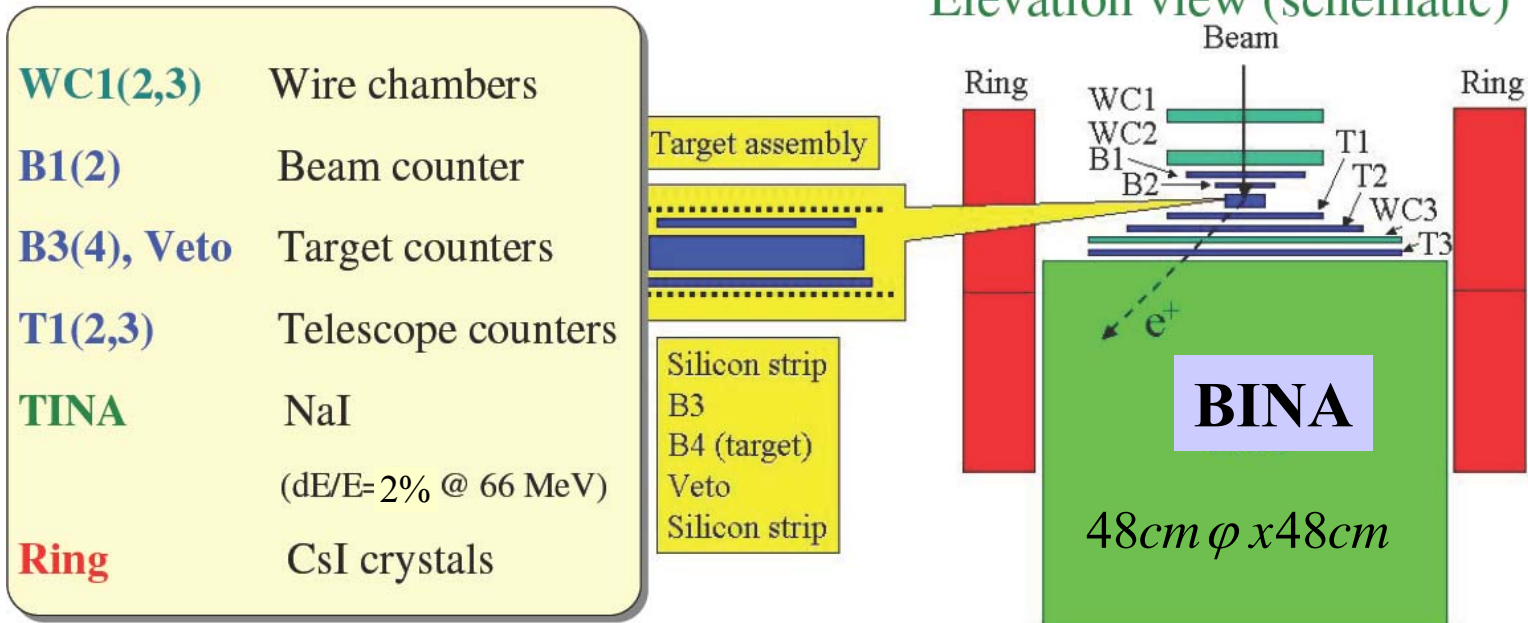 Elevation view (schematic)
WC1(2,3) Wire chambers
B1(2) Beam counter
B3(4), Veto Target counters
T1(2,3) Telescope counters
TINA NaI
(dE/E=2% @ 66 MeV)
Ring CsI crystals
Target assembly
Silicon strip
B3
B4 (target)
Veto
Silicon strip
Beam
Ring
Ring
WC1
WC2
B1
B2
T1
T2
WC3
T3
e+
BINA
48cm φ x48cm